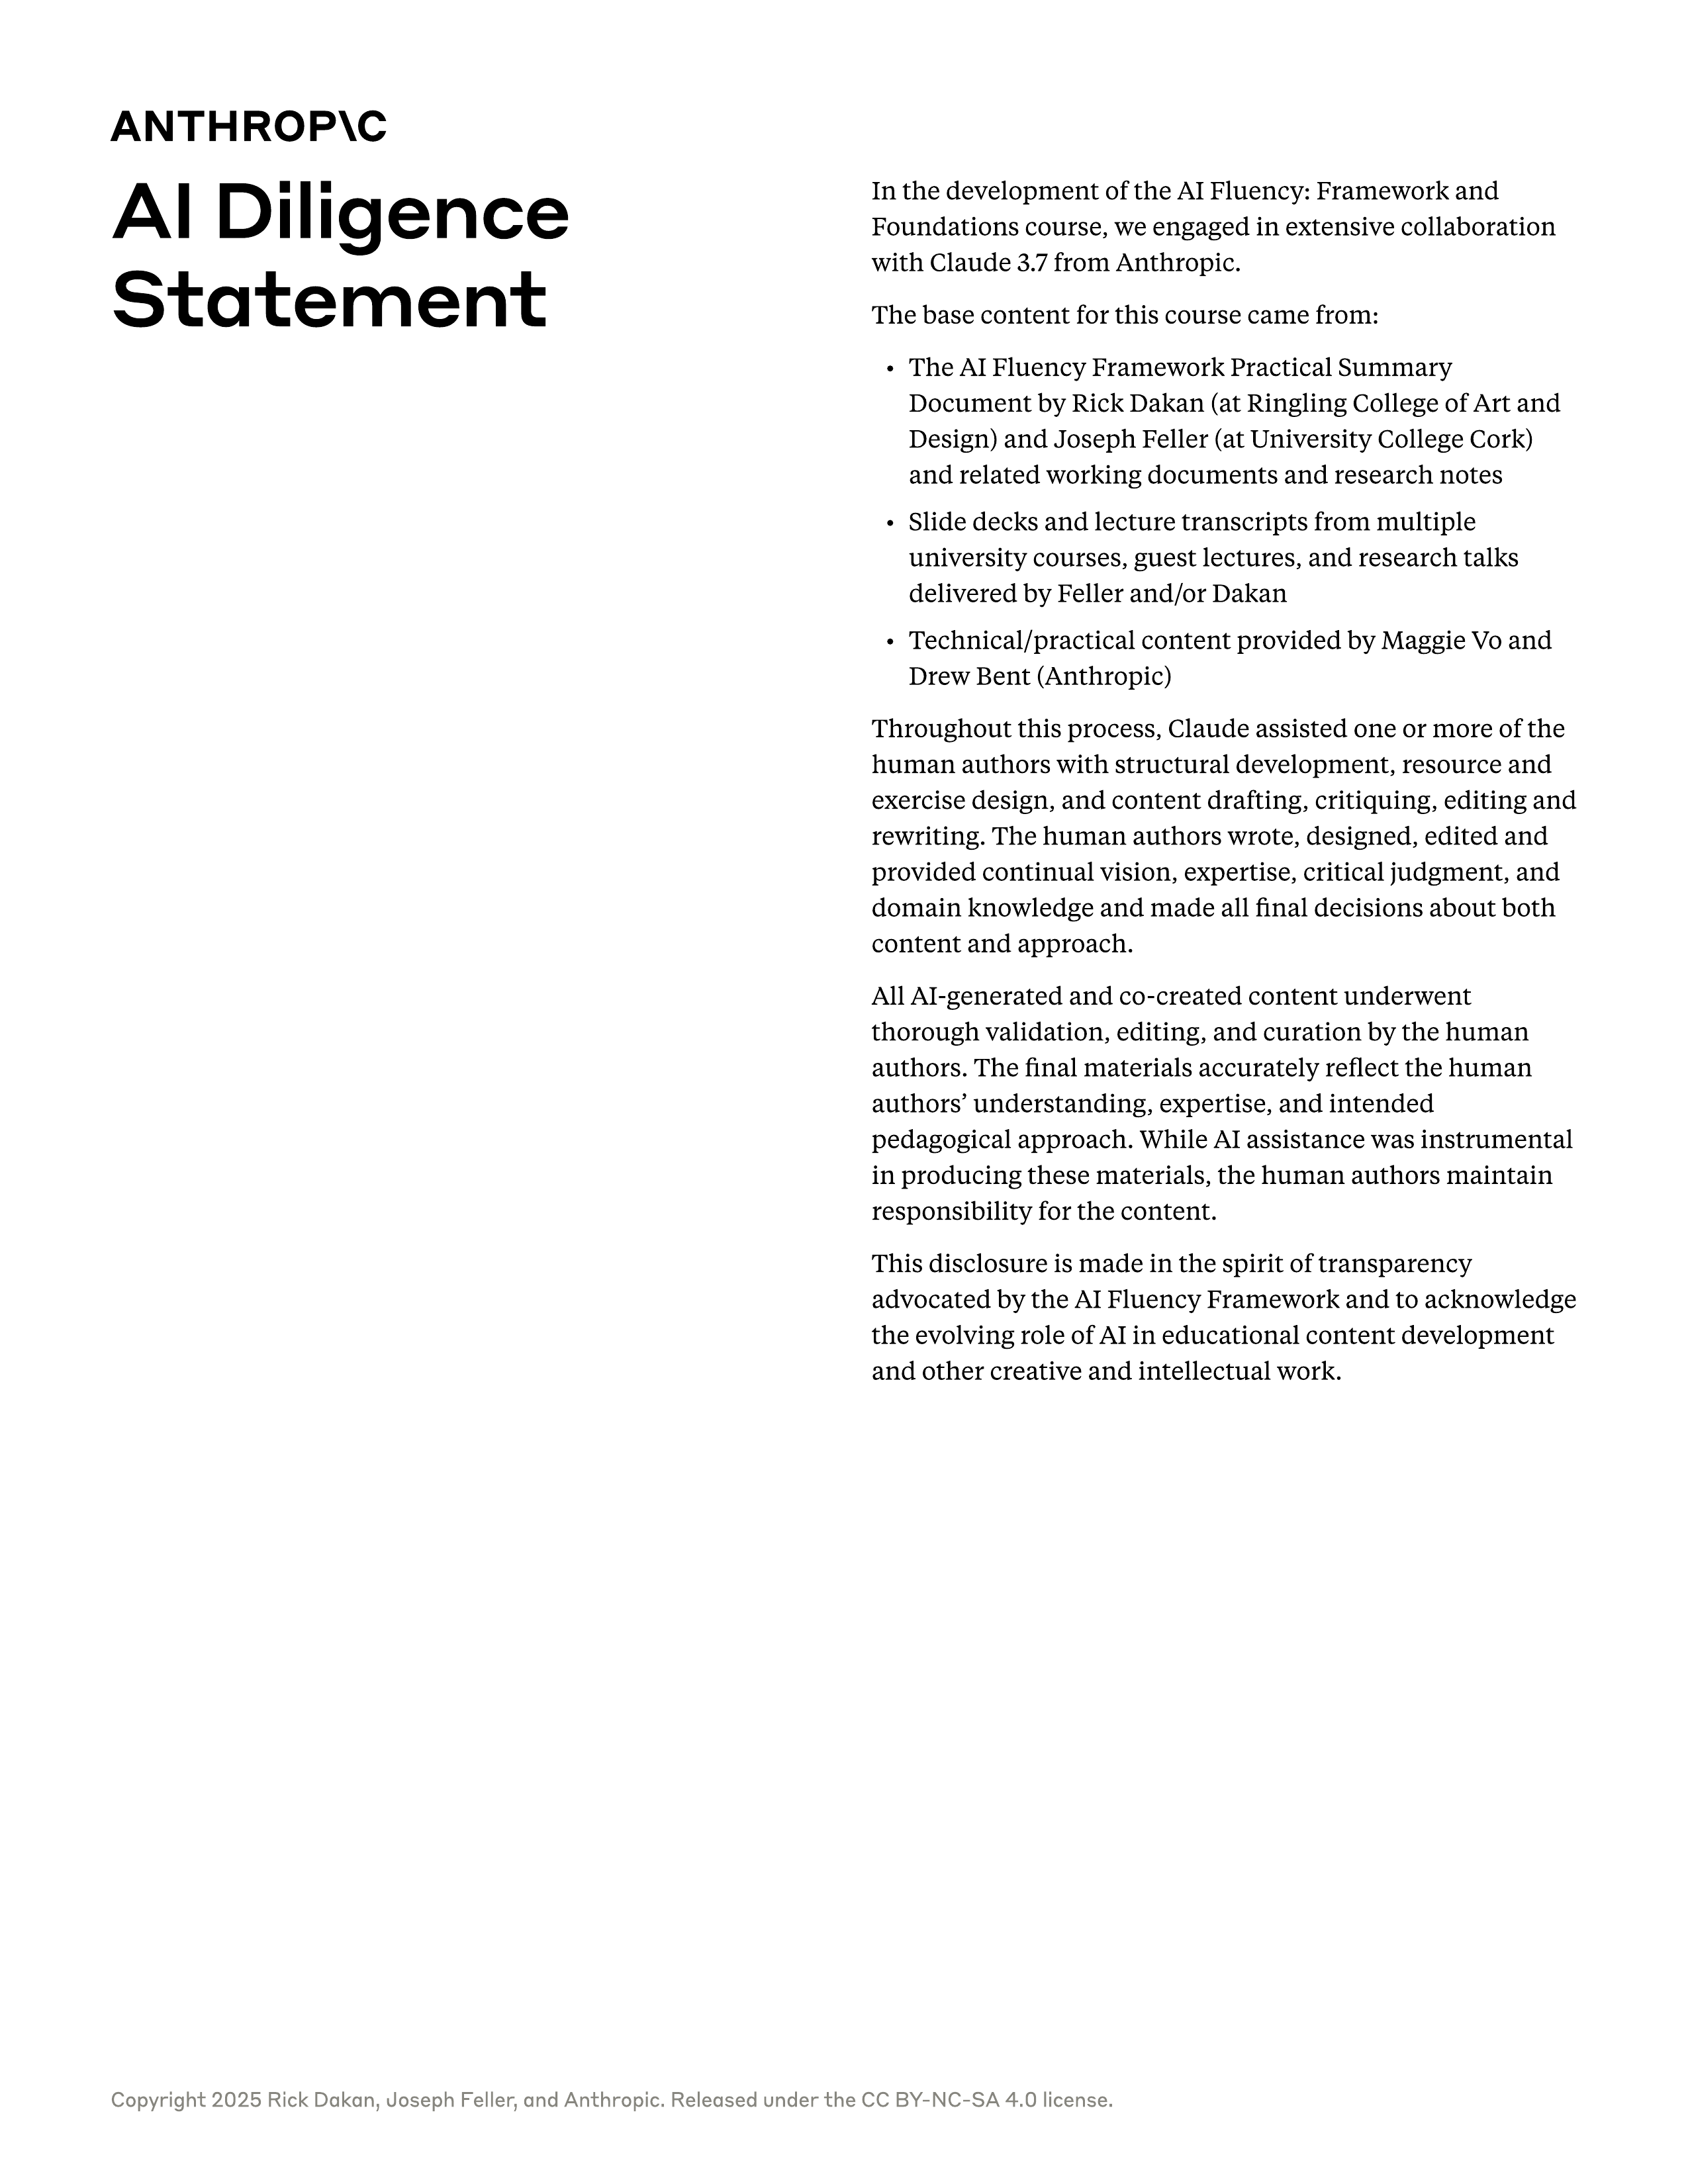 ANTHROP\C
AI Diligence
Statement
In the development of the AI Fluency: Framework and
Foundations course, we engaged in extensive collaboration
with Claude 3.7 from Anthropic.
The base content for this course came from:
• The AI Fluency Framework Practical Summary
Document by Rick Dakan (at Ringling College of Art and
Design) and Joseph Feller (at University College Cork)
and related working documents and research notes
• Slide decks and lecture transcripts from multiple
university courses, guest lectures, and research talks
delivered by Feller and/or Dakan
• Technical/practical content provided by Maggie Vo and
Drew Bent (Anthropic)
Throughout this process, Claude assisted one or more of the
human authors with structural development, resource and
exercise design, and content drafting, critiquing, editing and
rewriting. The human authors wrote, designed, edited and
provided continual vision, expertise, critical judgment, and
domain knowledge and made all final decisions about both
content and approach.
All AI-generated and co-created content underwent
thorough validation, editing, and curation by the human
authors. The final materials accurately reflect the human
authors’ understanding, expertise, and intended
pedagogical approach. While AI assistance was instrumental
in producing these materials, the human authors maintain
responsibility for the content.
This disclosure is made in the spirit of transparency
advocated by the AI Fluency Framework and to acknowledge
the evolving role of AI in educational content development
and other creative and intellectual work.
Copyright 2025 Rick Dakan, Joseph Feller, and Anthropic. Released under the CC BY-NC-SA 4.0 license.